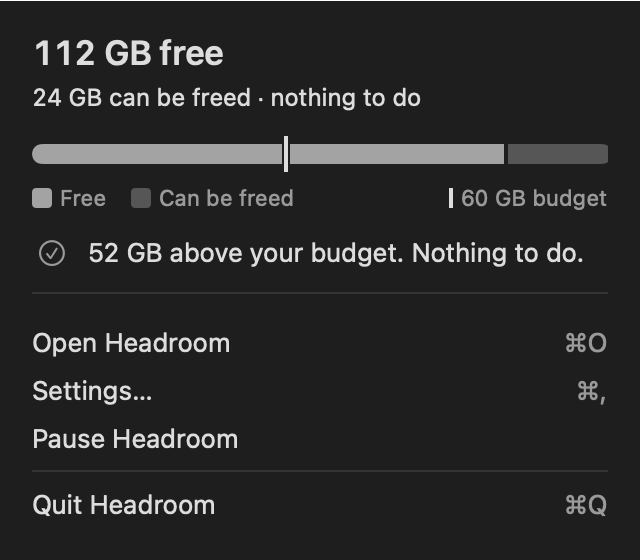 112 GB free
24 GB can be freed · nothing to do
Free Can be freed 60 GB budget
52 GB above your budget. Nothing to do.
Open Headroom ⌘O
Settings... ⌘,
Pause Headroom
Quit Headroom ⌘Q